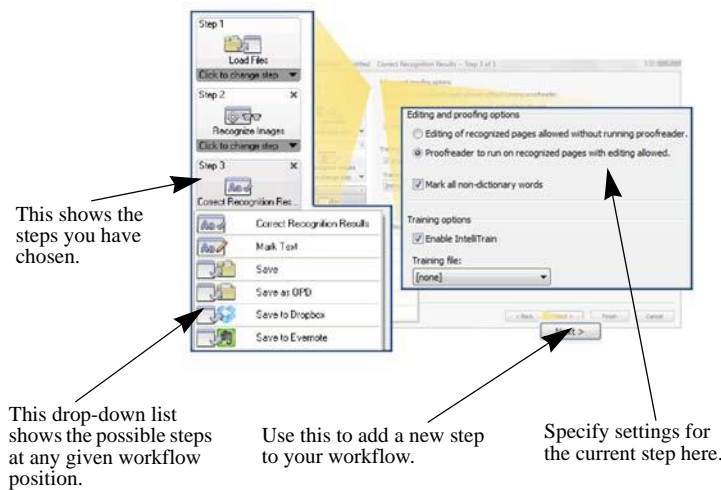 Step 1
Load Files
Click to change step
Step 2
Recognize Images
Click to change step
Step 3
Correct Recognition Res...
Correct Recognition Results
Mark Text
Save
Save as OPD
Save to Dropbox
Save to Evernote
Correct Recognition Results - Step 3 of 3
Editing and proofing options
Editing of recognized pages allowed without running proofreader.
Proofreader to run on recognized pages with editing allowed.
Mark all non-dictionary words
Training options
Enable IntelliTrain
Training file:
[none]
< Back
Finish
Cancel
Next >
This shows the
steps you have
chosen.
This drop-down list
shows the possible steps
at any given workflow
position.
Use this to add a new step
to your workflow.
Specify settings for
the current step here.